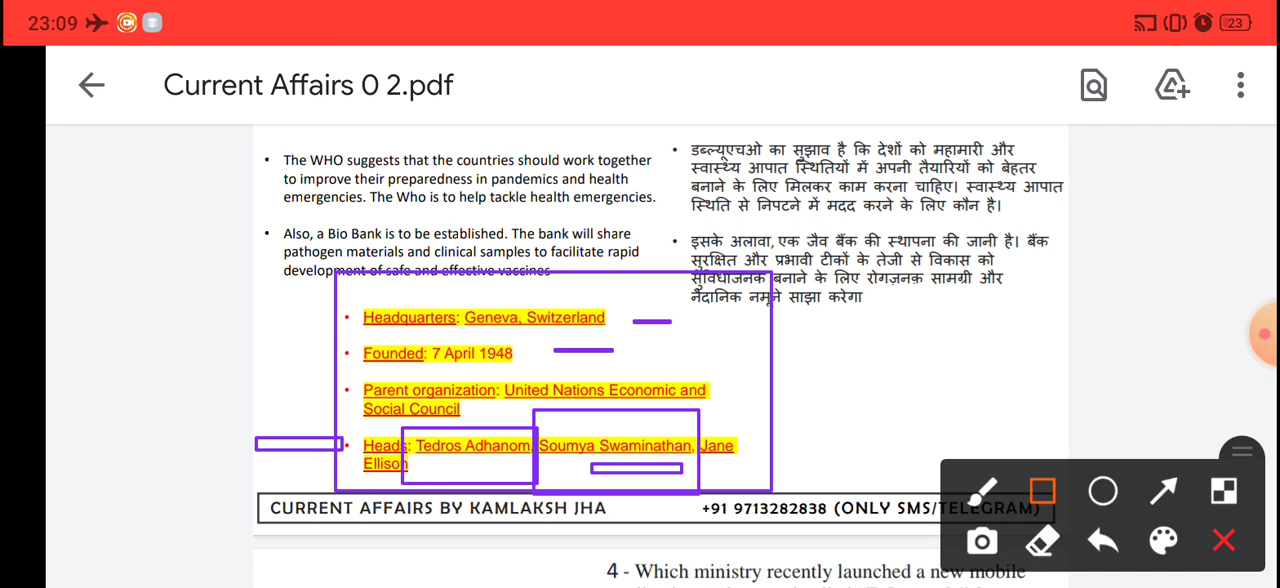 23:09
23
Current Affairs 0 2.pdf
• The WHO suggests that the countries should work together
to improve their preparedness in pandemics and health
emergencies. The Who is to help tackle health emergencies.
• Also, a Bio Bank is to be established. The bank will share
pathogen materials and clinical samples to facilitate rapid
development of safe and effective vaccines
• डब्ल्यूएचओ का सुझाव है कि देशों को महामारी और
स्वास्थ्य आपात स्थितियों में अपनी तैयारियों को बेहतर
बनाने के लिए मिलकर काम करना चाहिए। स्वास्थ्य आपात
स्थिति से निपटने में मदद करने के लिए कौन है।
• इसके अलावा, एक जैव बैंक की स्थापना की जानी है। बैंक
सुरक्षित और प्रभावी टीकों के तेजी से विकास को
सुविधाजनक बनाने के लिए रोगज़नक़ सामग्री और
नैदानिक नमूने साझा करेगा
• Headquarters: Geneva, Switzerland
• Founded: 7 April 1948
• Parent organization: United Nations Economic and
Social Council
• Heads: Tedros Adhanom, Soumya Swaminathan, Jane
Ellison
CURRENT AFFAIRS BY KAMLAKSH JHA +91 9713282838 (ONLY SMS/TELEGRAM)
4 - Which ministry recently launched a new mobile